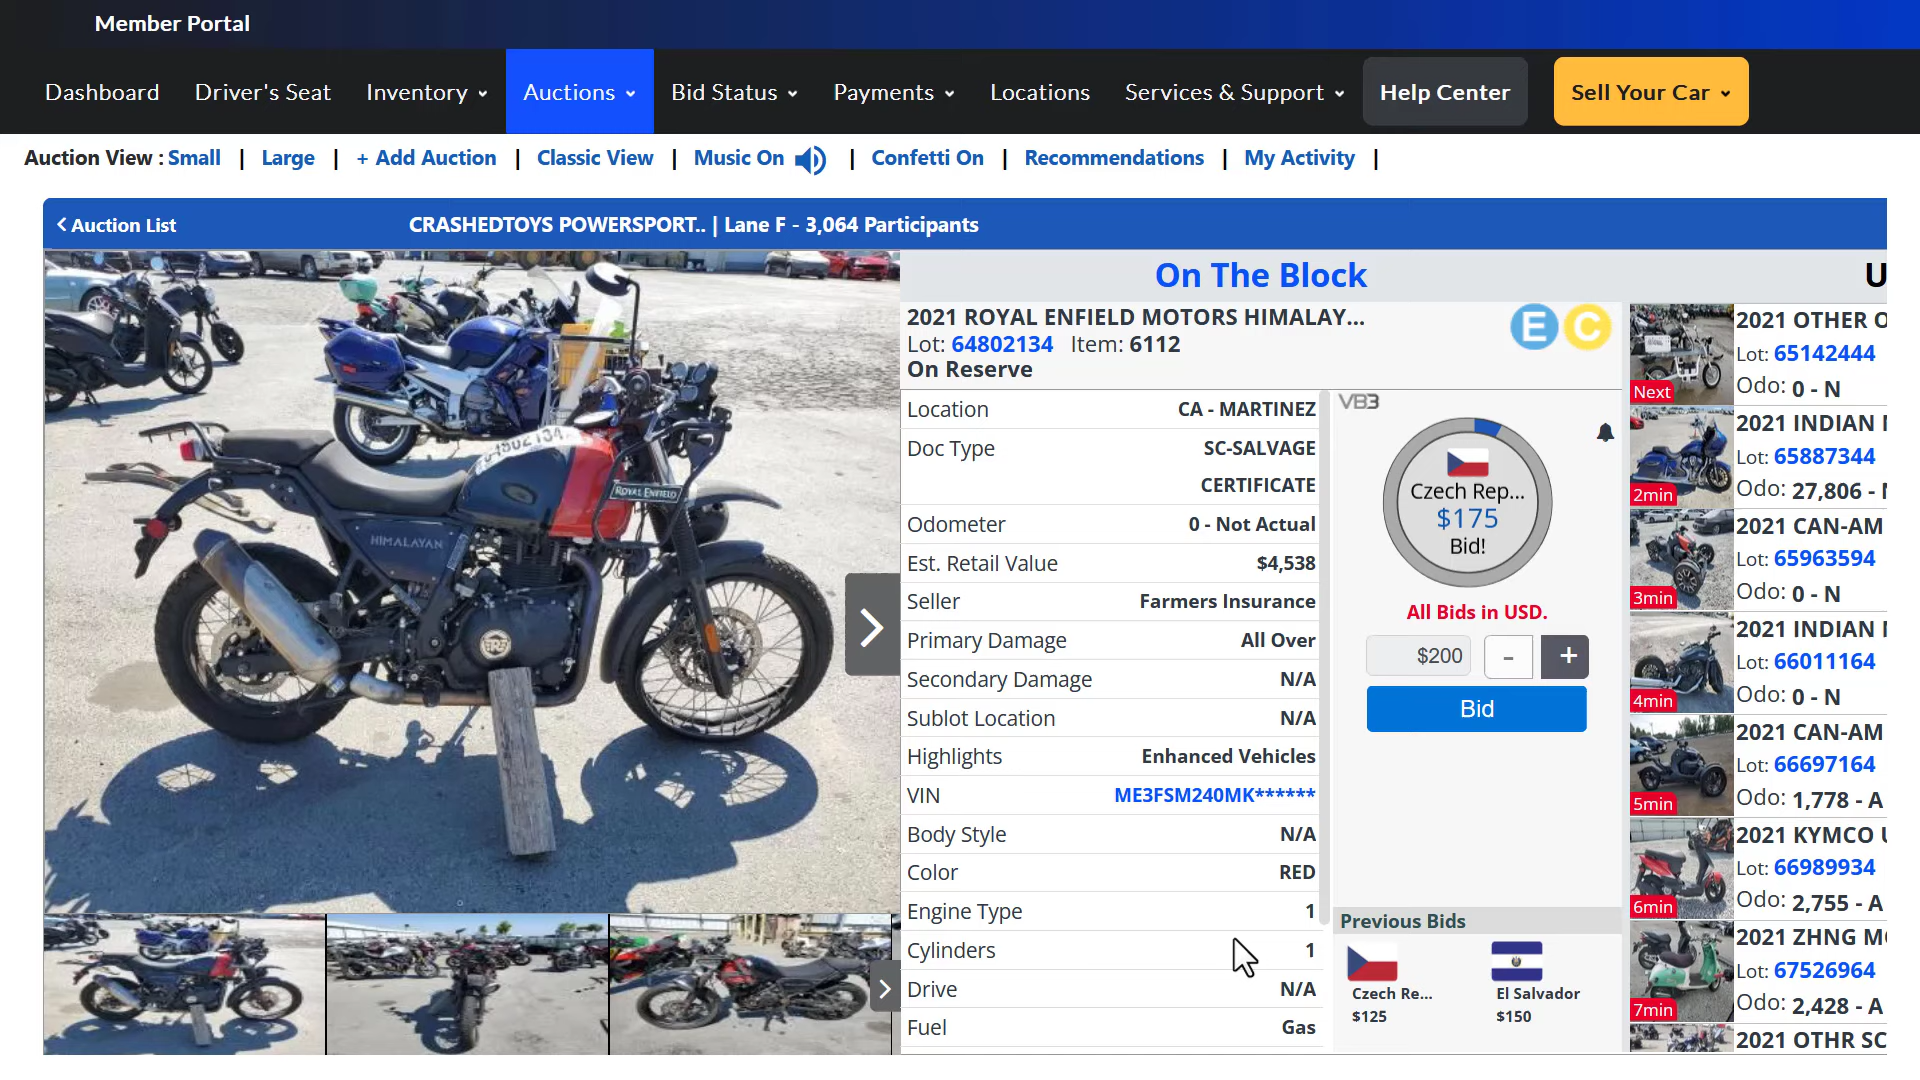 Member Portal
Dashboard Driver's Seat Inventory Auctions Bid Status Payments Locations Services & Support Help Center Sell Your Car
Auction View : Small | Large | + Add Auction | Classic View | Music On | Confetti On | Recommendations | My Activity |
Auction List
CRASHEDTOYS POWERSPORT.. | Lane F - 3,064 Participants
64802134
ROYAL ENFIELD
HIMALAYAN
On The Block
2021 ROYAL ENFIELD MOTORS HIMALAY...
Lot: 64802134 Item: 6112
On Reserve
E C
Location CA - MARTINEZ
Doc Type SC-SALVAGE
CERTIFICATE
Odometer 0 - Not Actual
Est. Retail Value $4,538
Seller Farmers Insurance
Primary Damage All Over
Secondary Damage N/A
Sublot Location N/A
Highlights Enhanced Vehicles
VIN ME3FSM240MK******
Body Style N/A
Color RED
Engine Type 1
Cylinders 1
Drive N/A
Fuel Gas
VB3
Czech Rep...
$175
Bid!
All Bids in USD.
$200 - +
Bid
Previous Bids
Czech Re...
$125
El Salvador
$150
U
2021 OTHER O
Lot: 65142444
Odo: 0 - N
Next
2021 INDIAN
Lot: 65887344
Odo: 27,806 -
2min
2021 CAN-AM
Lot: 65963594
Odo: 0 - N
3min
2021 INDIAN
Lot: 66011164
Odo: 0 - N
4min
2021 CAN-AM
Lot: 66697164
Odo: 1,778 - A
5min
2021 KYMCO
Lot: 66989934
Odo: 2,755 - A
6min
2021 ZHNG
Lot: 67526964
Odo: 2,428 - A
7min
2021 OTHR SC